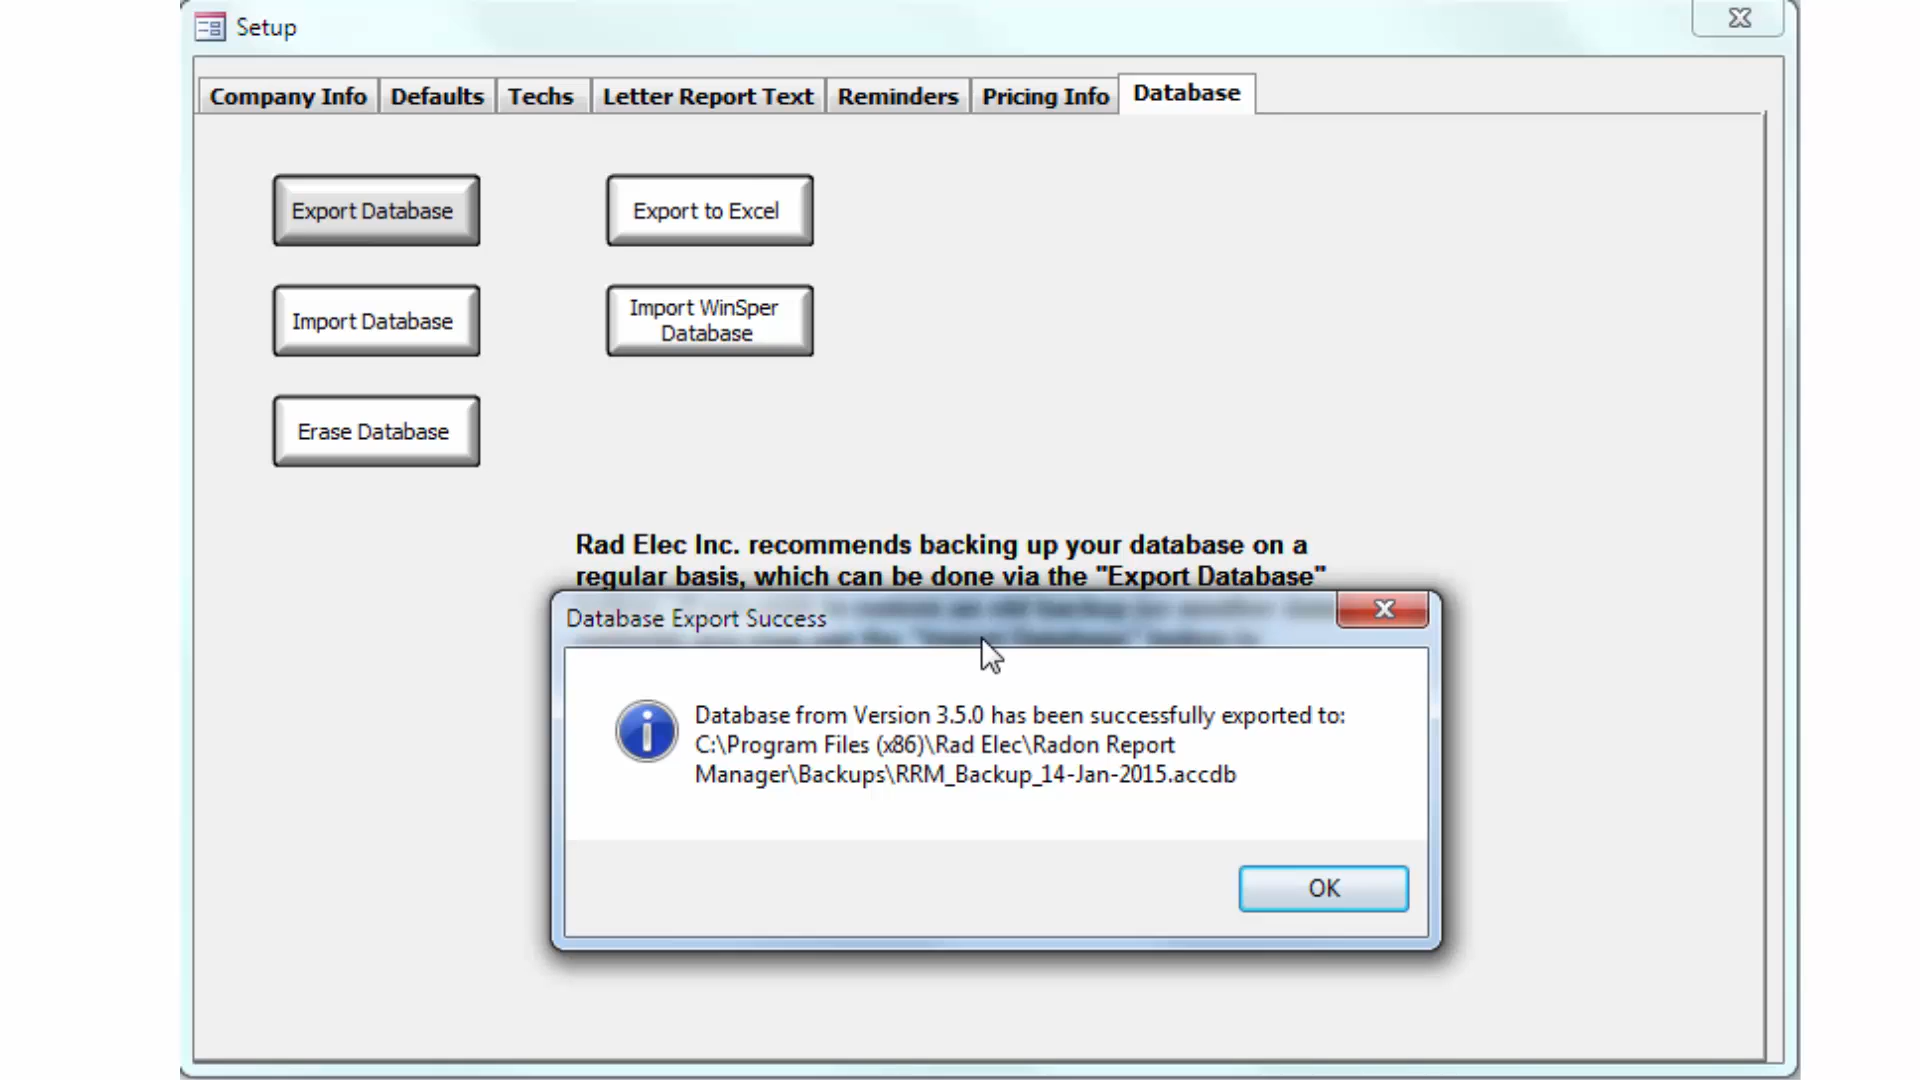 Setup
Company Info
Defaults
Techs
Letter Report Text
Reminders
Pricing Info
Database
Export Database
Export to Excel
Import Database
Import WinSper
Database
Erase Database
Rad Elec Inc. recommends backing up your database on a
regular basis, which can be done via the "Export Database"
Database Export Success
Database from Version 3.5.0 has been successfully exported to:
C:\Program Files (x86)\Rad Elec\Radon Report
Manager\Backups\RRM_Backup_14-Jan-2015.accdb
OK